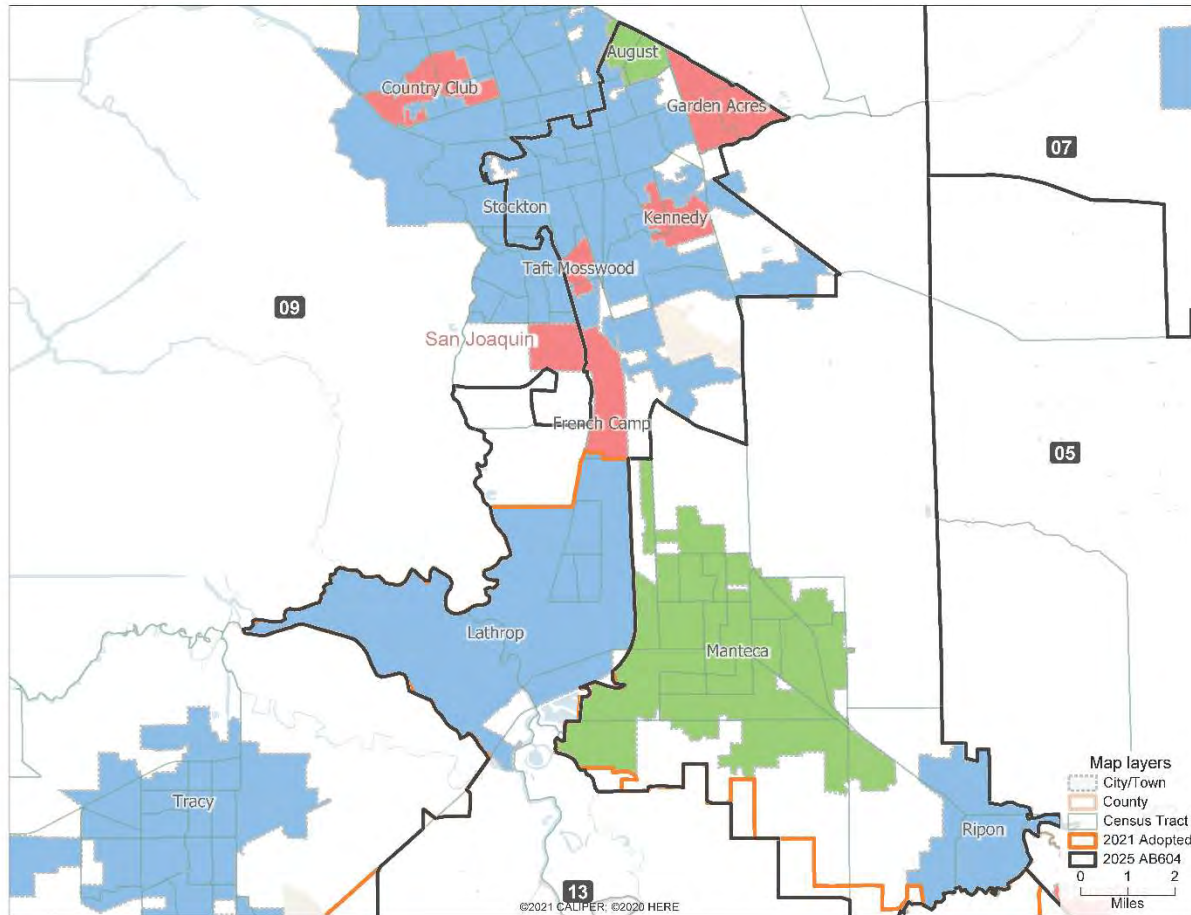 August
Country Club
Garden Acres
07
Stockton
Kennedy
Taft Mosswood
09
San Joaquin
French Camp
05
Lathrop
Manteca
Tracy
Ripon
13
Map layers
City/Town
County
Census Tract
2021 Adopted
2025 AB604
0 1 2
Miles
©2021 CALIPER; ©2020 HERE